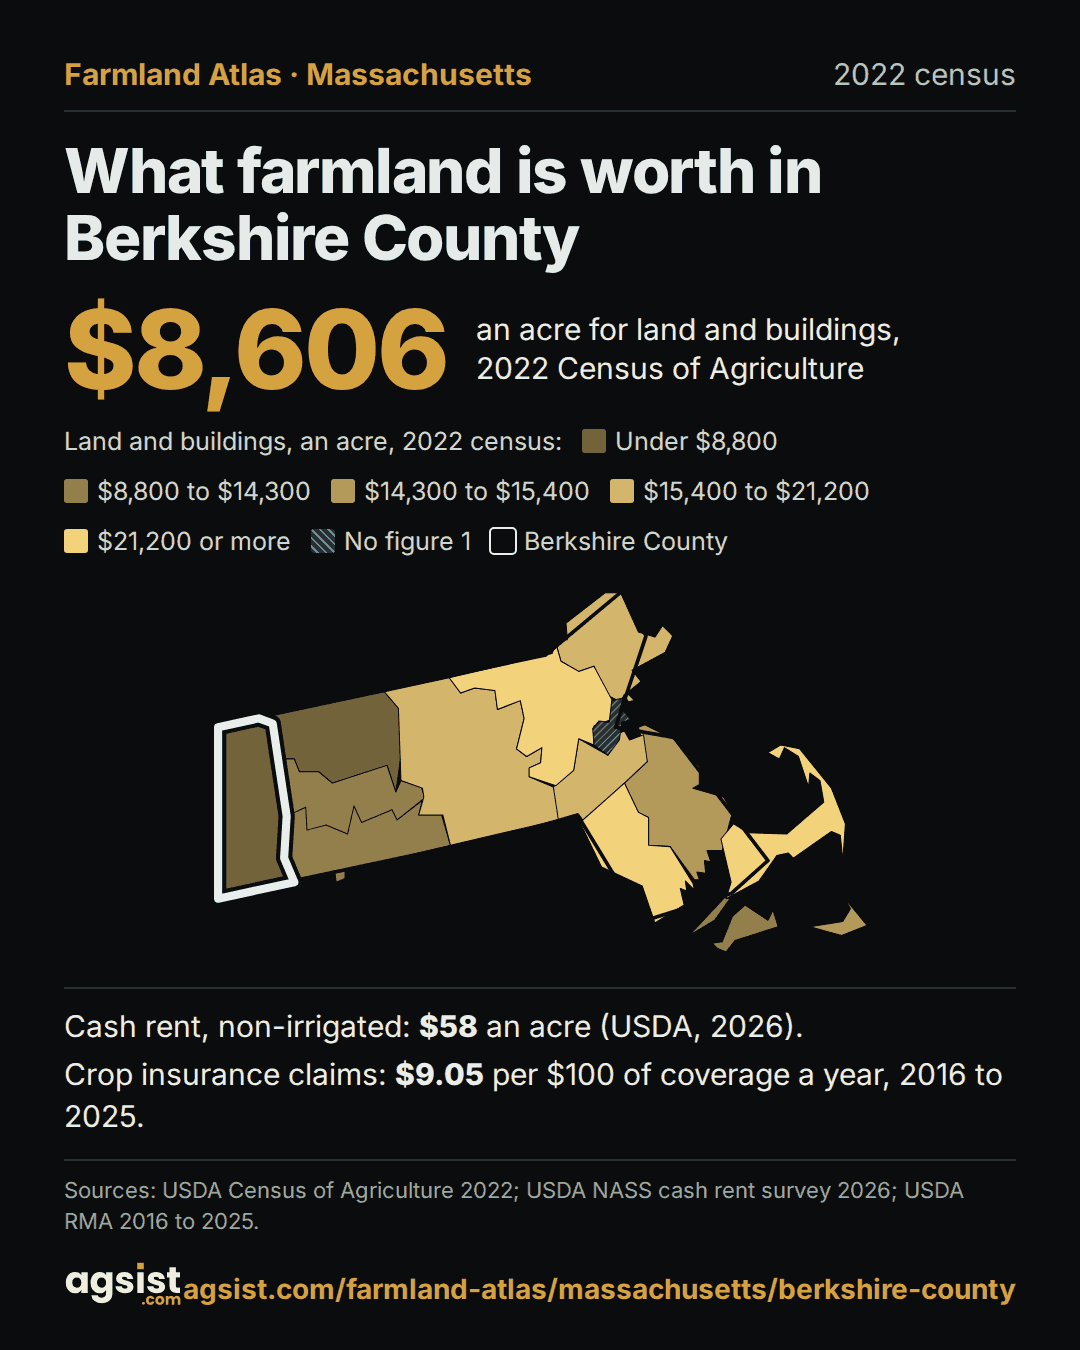 Farmland Atlas · Massachusetts
2022 census
What farmland is worth in
Berkshire County
$8,606
an acre for land and buildings,
2022 Census of Agriculture
Land and buildings, an acre, 2022 census: Under $8,800
$8,800 to $14,300 $14,300 to $15,400 $15,400 to $21,200
$21,200 or more No figure 1 Berkshire County
Cash rent, non-irrigated: $58 an acre (USDA, 2026).
Crop insurance claims: $9.05 per $100 of coverage a year, 2016 to
2025.
Sources: USDA Census of Agriculture 2022; USDA NASS cash rent survey 2026; USDA
RMA 2016 to 2025.
agsist.com
agsist.com/farmland-atlas/massachusetts/berkshire-county